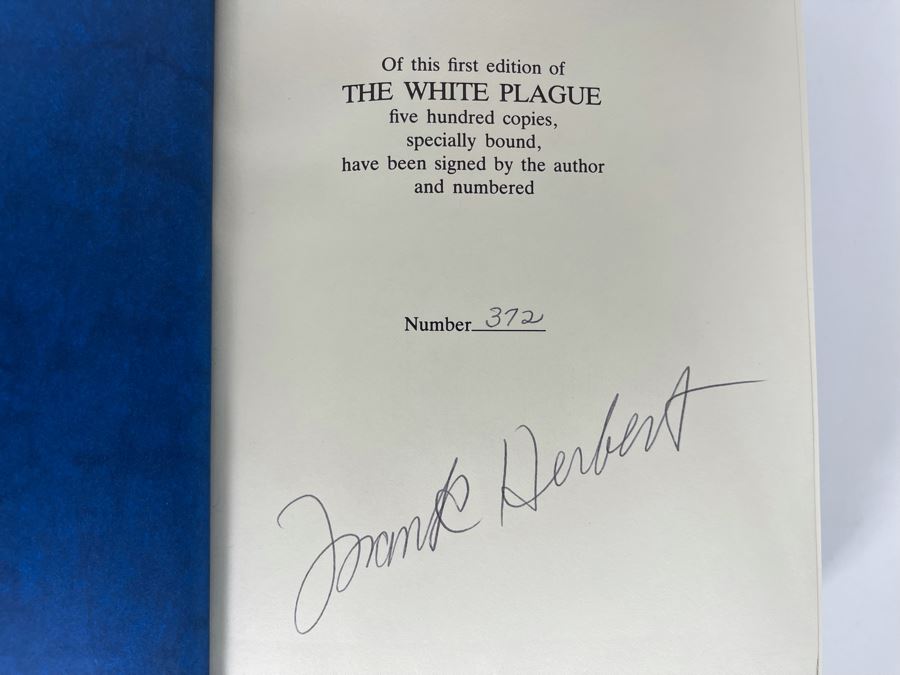 Of this first edition of
THE WHITE PLAGUE
five hundred copies,
specially bound,
have been signed by the author
and numbered
Number 372
Frank Herbert